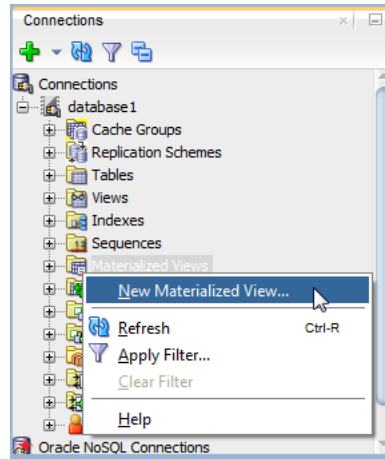 Connections
Connections
database1
Cache Groups
Replication Schemes
Tables
Views
Indexes
Sequences
Materialized Views
New Materialized View...
Refresh Ctrl-R
Apply Filter...
Clear Filter
Help
Oracle NoSQL Connections